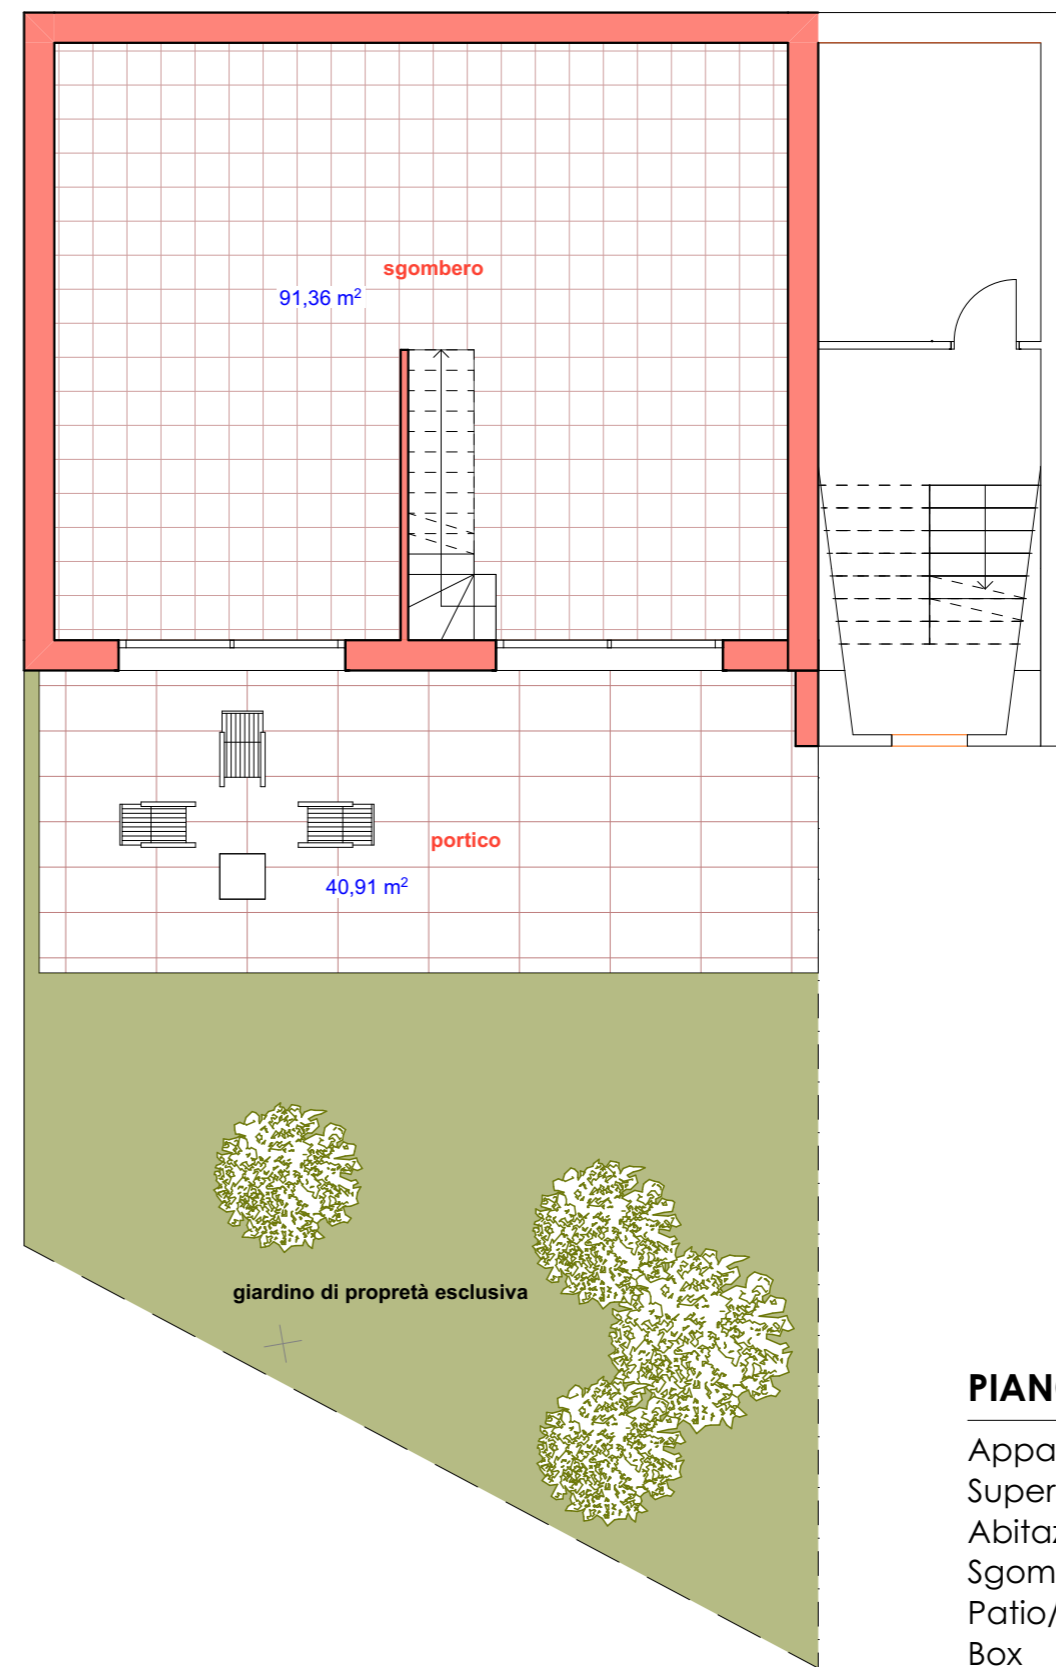 sgombero
91,36 m²
portico
40,91 m²
giardino di propretà esclusiva
PIAN
Appa
Super
Abitaz
Sgom
Patio/
Box